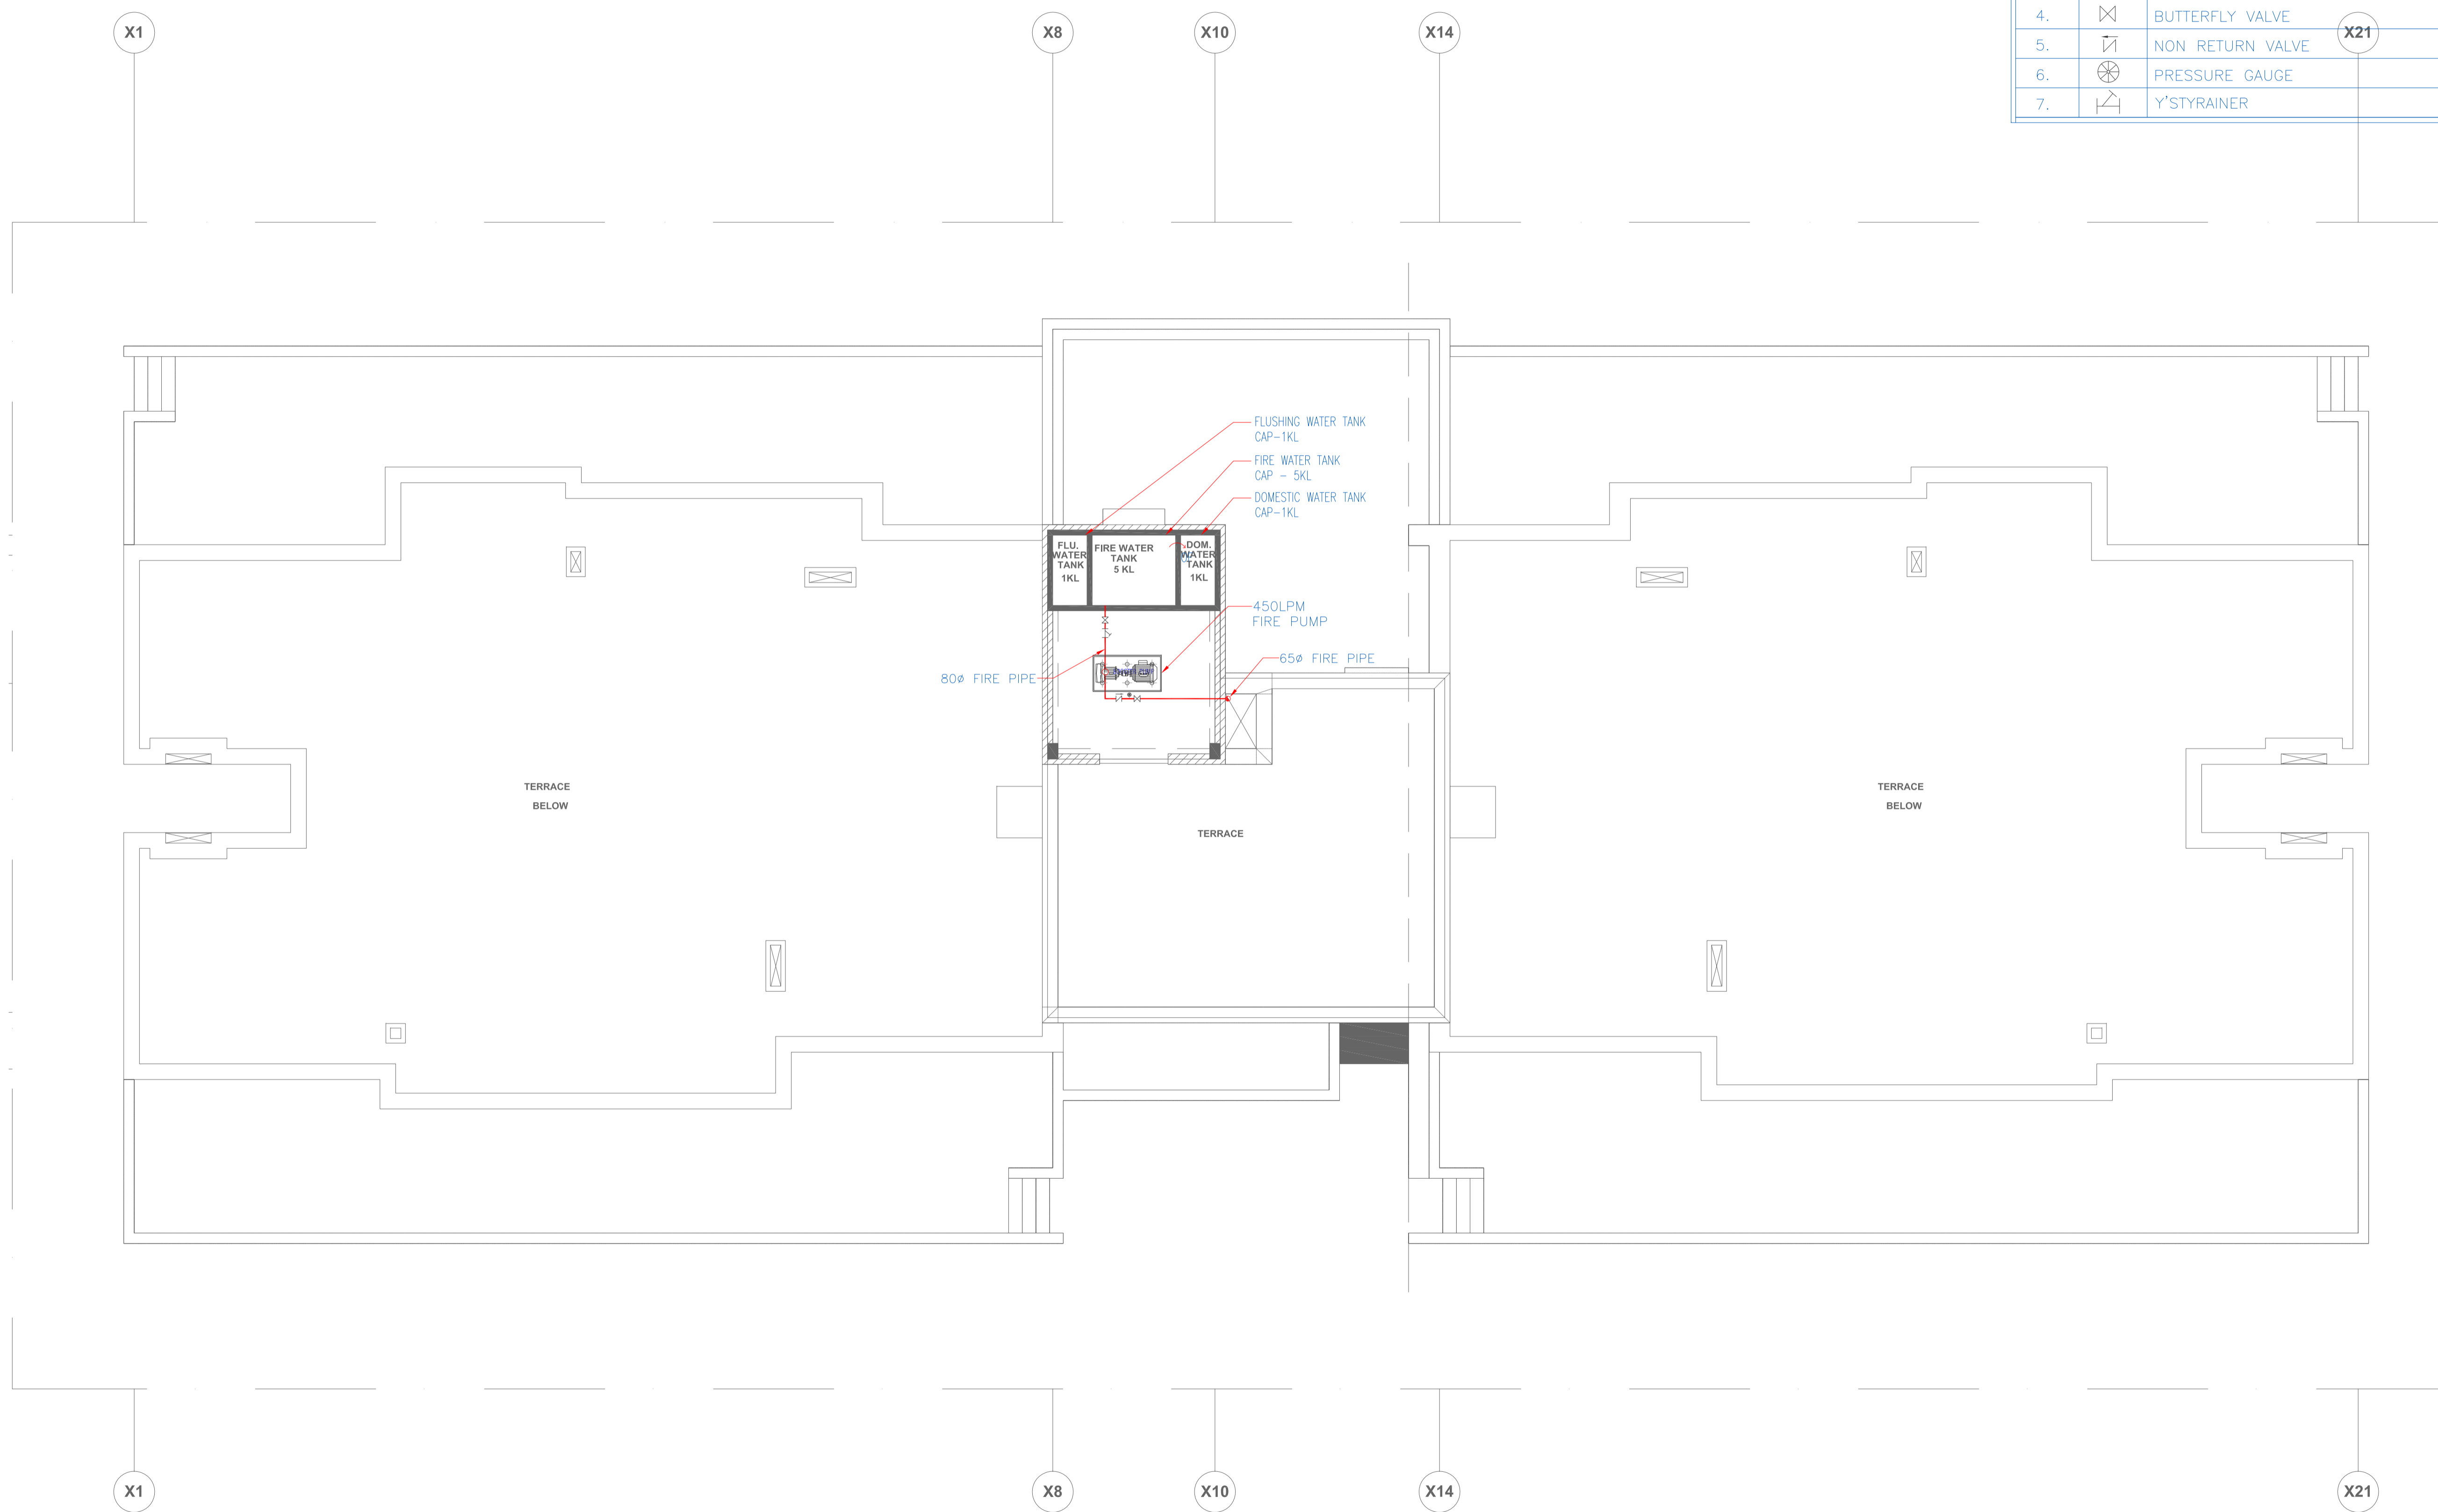 X1
X8
X10
X14
X21
4. BUTTERFLY VALVE
5. NON RETURN VALVE
6. PRESSURE GAUGE
7. Y'STYRAINER
FLUSHING WATER TANK
CAP-1KL
FIRE WATER TANK
CAP - 5KL
DOMESTIC WATER TANK
CAP-1KL
FLU.
WATER
TANK
1KL
FIRE WATER
TANK
5 KL
DOM.
WATER
TANK
1KL
450LPM
FIRE PUMP
65ø FIRE PIPE
80ø FIRE PIPE
TERRACE
BELOW
TERRACE
TERRACE
BELOW
X1
X8
X10
X14
X21